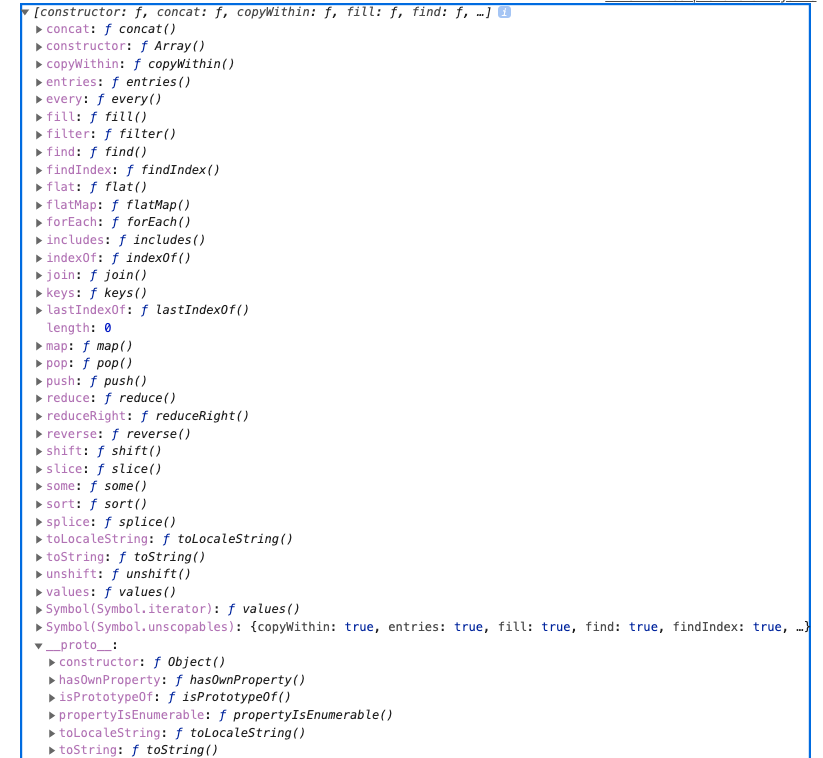 [constructor: ƒ, concat: ƒ, copyWithin: ƒ, fill: ƒ, find: ƒ, …] i
concat: ƒ concat()
constructor: ƒ Array()
copyWithin: ƒ copyWithin()
entries: ƒ entries()
every: ƒ every()
fill: ƒ fill()
filter: ƒ filter()
find: ƒ find()
findIndex: ƒ findIndex()
flat: ƒ flat()
flatMap: ƒ flatMap()
forEach: ƒ forEach()
includes: ƒ includes()
indexOf: ƒ indexOf()
join: ƒ join()
keys: ƒ keys()
lastIndexOf: ƒ lastIndexOf()
length: 0
map: ƒ map()
pop: ƒ pop()
push: ƒ push()
reduce: ƒ reduce()
reduceRight: ƒ reduceRight()
reverse: ƒ reverse()
shift: ƒ shift()
slice: ƒ slice()
some: ƒ some()
sort: ƒ sort()
splice: ƒ splice()
toLocaleString: ƒ toLocaleString()
toString: ƒ toString()
unshift: ƒ unshift()
values: ƒ values()
Symbol(Symbol.iterator): ƒ values()
Symbol(Symbol.unscopables): {copyWithin: true, entries: true, fill: true, find: true, findIndex: true, …}
__proto__:
constructor: ƒ Object()
hasOwnProperty: ƒ hasOwnProperty()
isPrototypeOf: ƒ isPrototypeOf()
propertyIsEnumerable: ƒ propertyIsEnumerable()
toLocaleString: ƒ toLocaleString()
toString: ƒ toString()